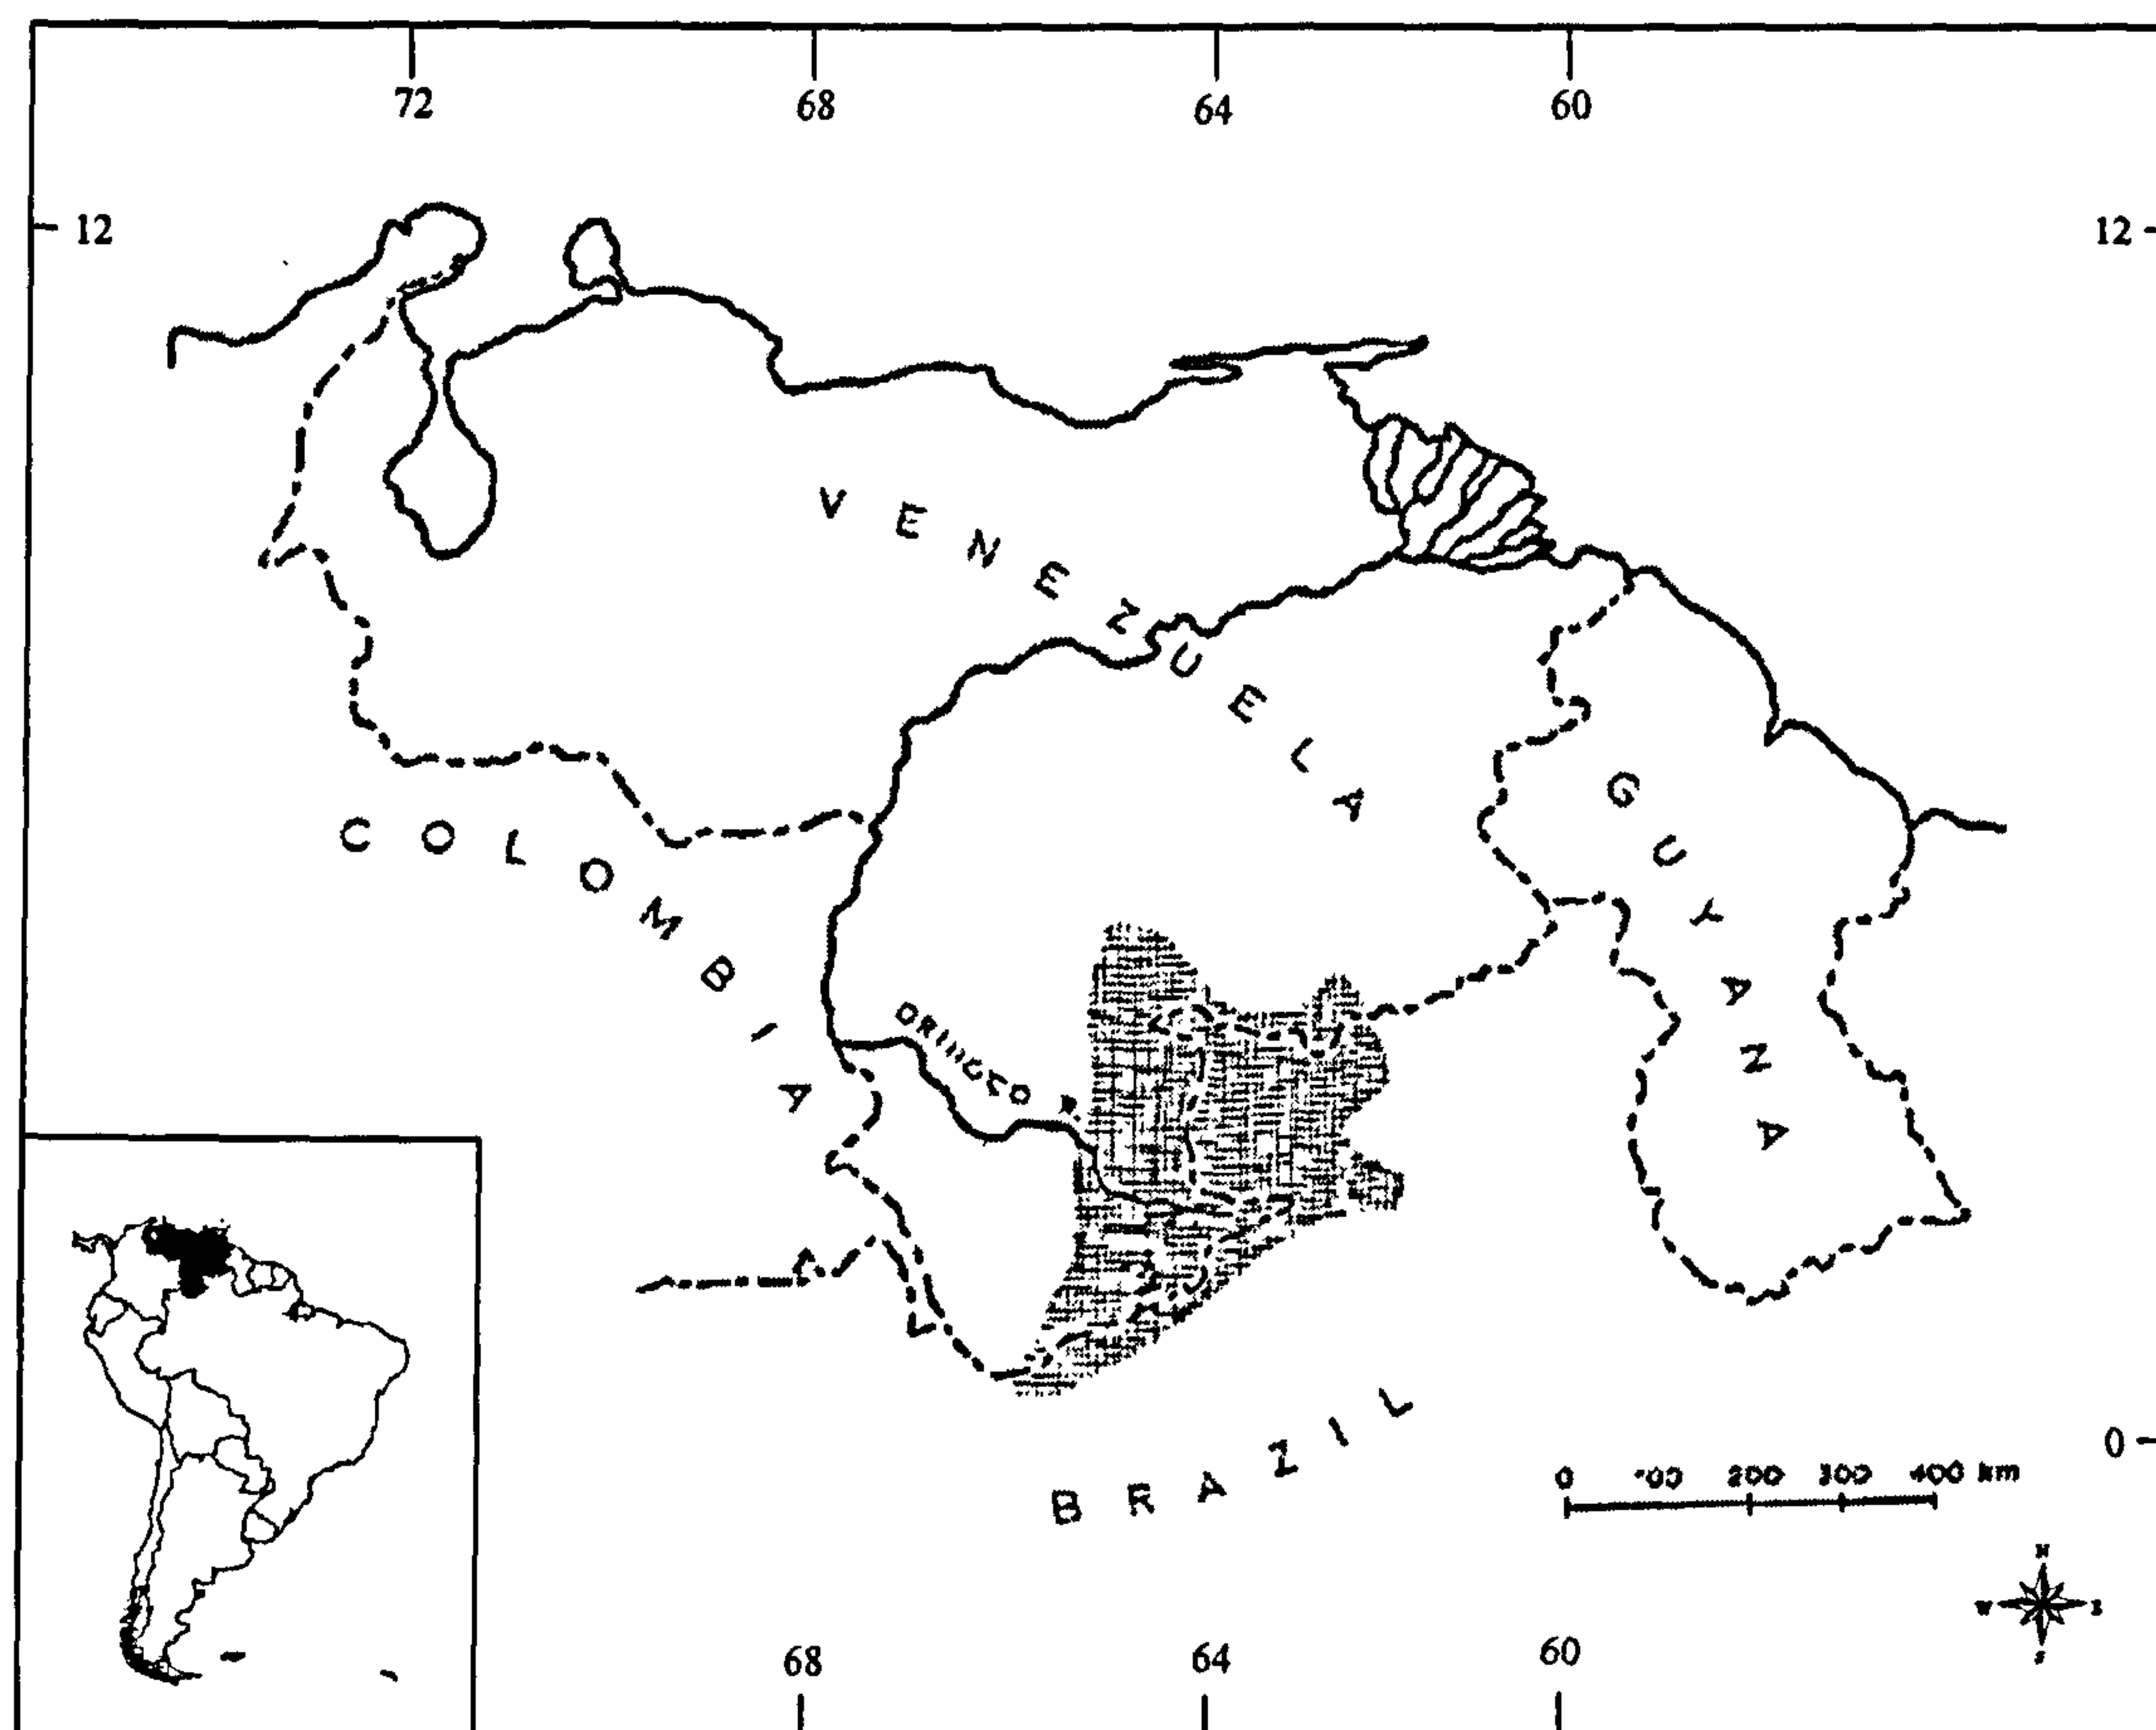 72 68 64 60
12 12
VENEZUELA
COLOMBIA
GUYANA
ORINOCO R.
BRAZIL
0
0 100 200 300 400 km
N
W E
S
68 64 60